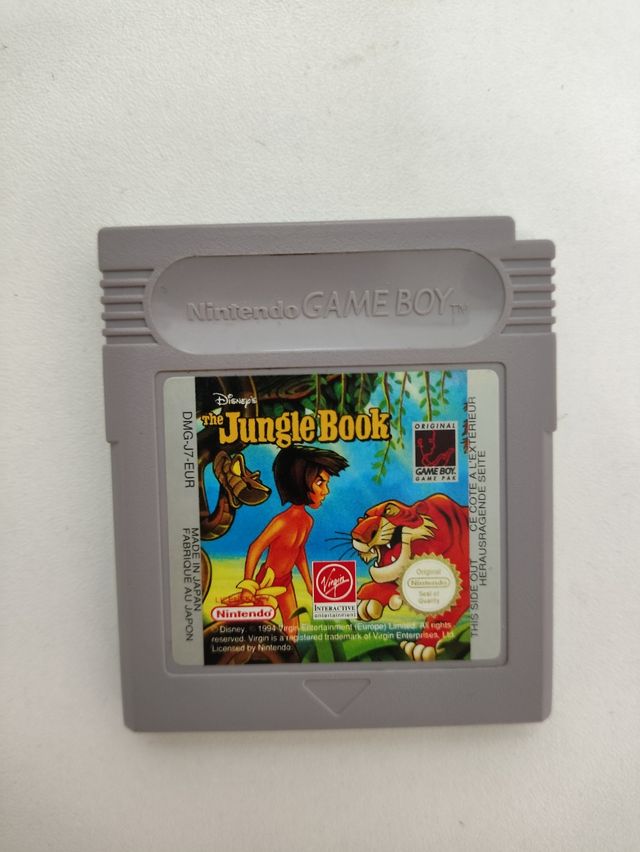 Nintendo GAME BOY TM
Disney's
The Jungle Book
ORIGINAL
GAME BOY
GAME PAK
DMG-J7-EUR
MADE IN JAPAN
FABRIQUÉ AU JAPON
THIS SIDE OUT CE COTE A L'EXTERIEUR
HERAUSRAGENDE SEITE
Virgin
INTERACTIVE
entertainment
Original
Nintendo
Seal of
Quality
LICENSED BY
Nintendo
© Disney. © 1994 Virgin Entertainment (Europe) Limited. All rights
reserved. Virgin is a registered trademark of Virgin Enterprises, Ltd.
Licensed by Nintendo